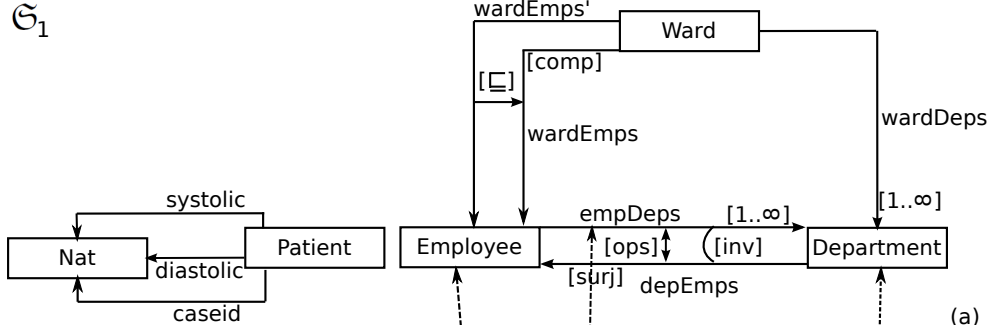 𝔖1
wardEmps'
Ward
[comp]
[⊑]
wardEmps
wardDeps
systolic
[1..∞]
empDeps
[1..∞]
Nat
Patient
Employee
[ops]
[inv]
Department
diastolic
[surj]
depEmps
caseid
(a)